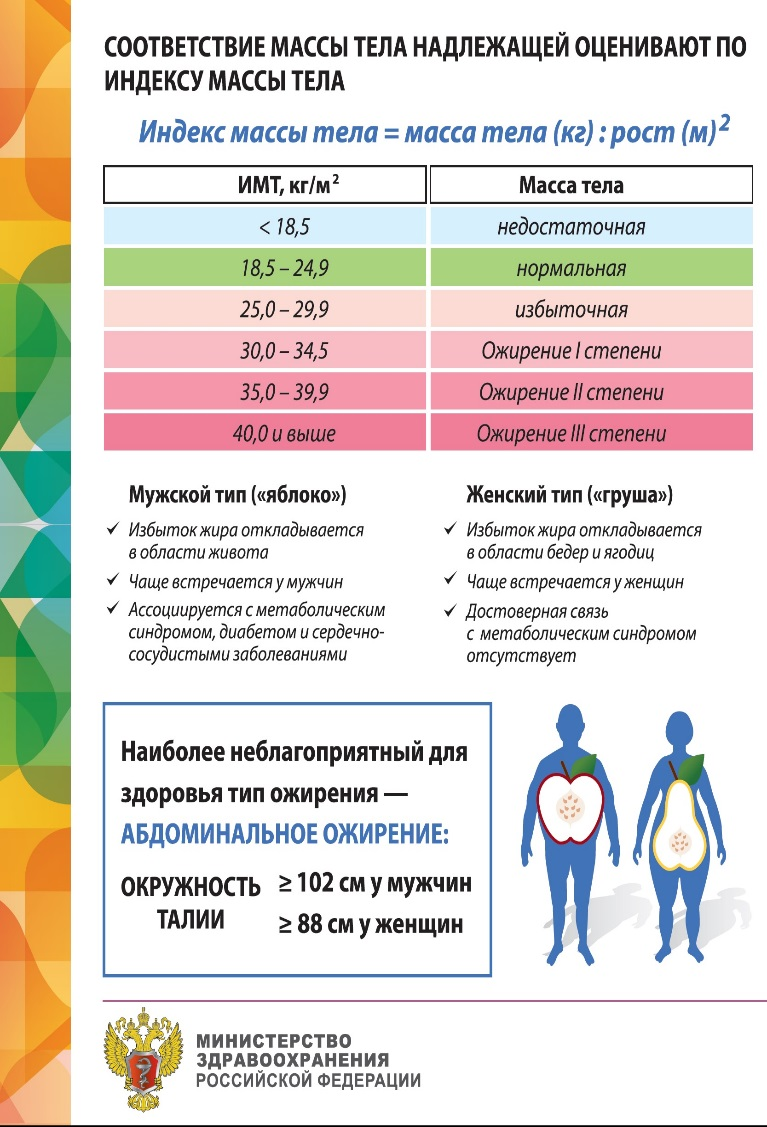 СООТВЕТСТВИЕ МАССЫ ТЕЛА НАДЛЕЖАЩЕЙ ОЦЕНИВАЮТ ПО
ИНДЕКСУ МАССЫ ТЕЛА
Индекс массы тела = масса тела (кг) : рост (м)²
ИМТ, кг/м² Масса тела
< 18,5 недостаточная
18,5 – 24,9 нормальная
25,0 – 29,9 избыточная
30,0 – 34,5 Ожирение I степени
35,0 – 39,9 Ожирение II степени
40,0 и выше Ожирение III степени
Мужской тип («яблоко»)
✓ Избыток жира откладывается
в области живота
✓ Чаще встречается у мужчин
✓ Ассоциируется с метаболическим
синдромом, диабетом и сердечно-
сосудистыми заболеваниями
Женский тип («груша»)
✓ Избыток жира откладывается
в области бедер и ягодиц
✓ Чаще встречается у женщин
✓ Достоверная связь
с метаболическим синдромом
отсутствует
Наиболее неблагоприятный для
здоровья тип ожирения —
АБДОМИНАЛЬНОЕ ОЖИРЕНИЕ:
ОКРУЖНОСТЬ
ТАЛИИ
≥ 102 см у мужчин
≥ 88 см у женщин
МИНИСТЕРСТВО
ЗДРАВООХРАНЕНИЯ
РОССИЙСКОЙ ФЕДЕРАЦИИ